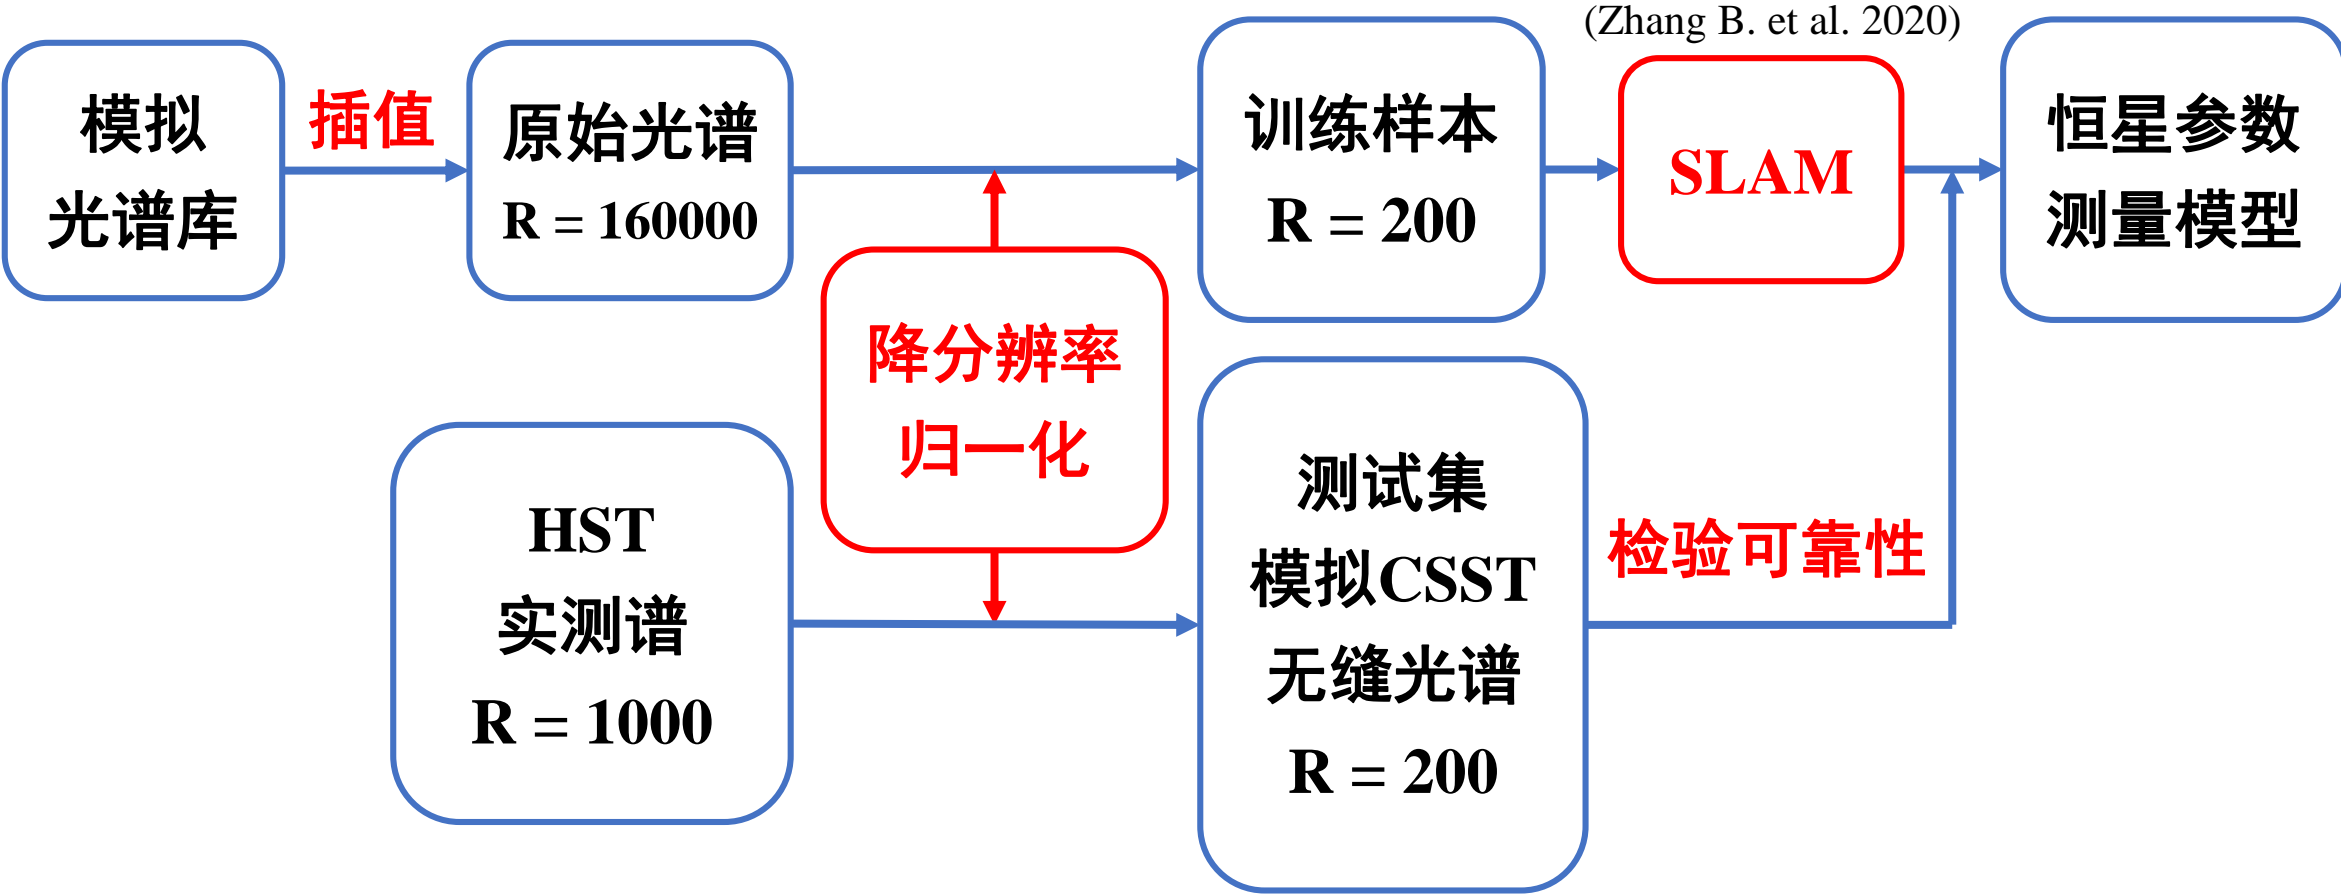 (Zhang B. et al. 2020)
模拟
光谱库
插值
原始光谱
R = 160000
训练样本
R = 200
SLAM
恒星参数
测量模型
降分辨率
归一化
HST
实测谱
R = 1000
测试集
模拟CSST
无缝光谱
R = 200
检验可靠性